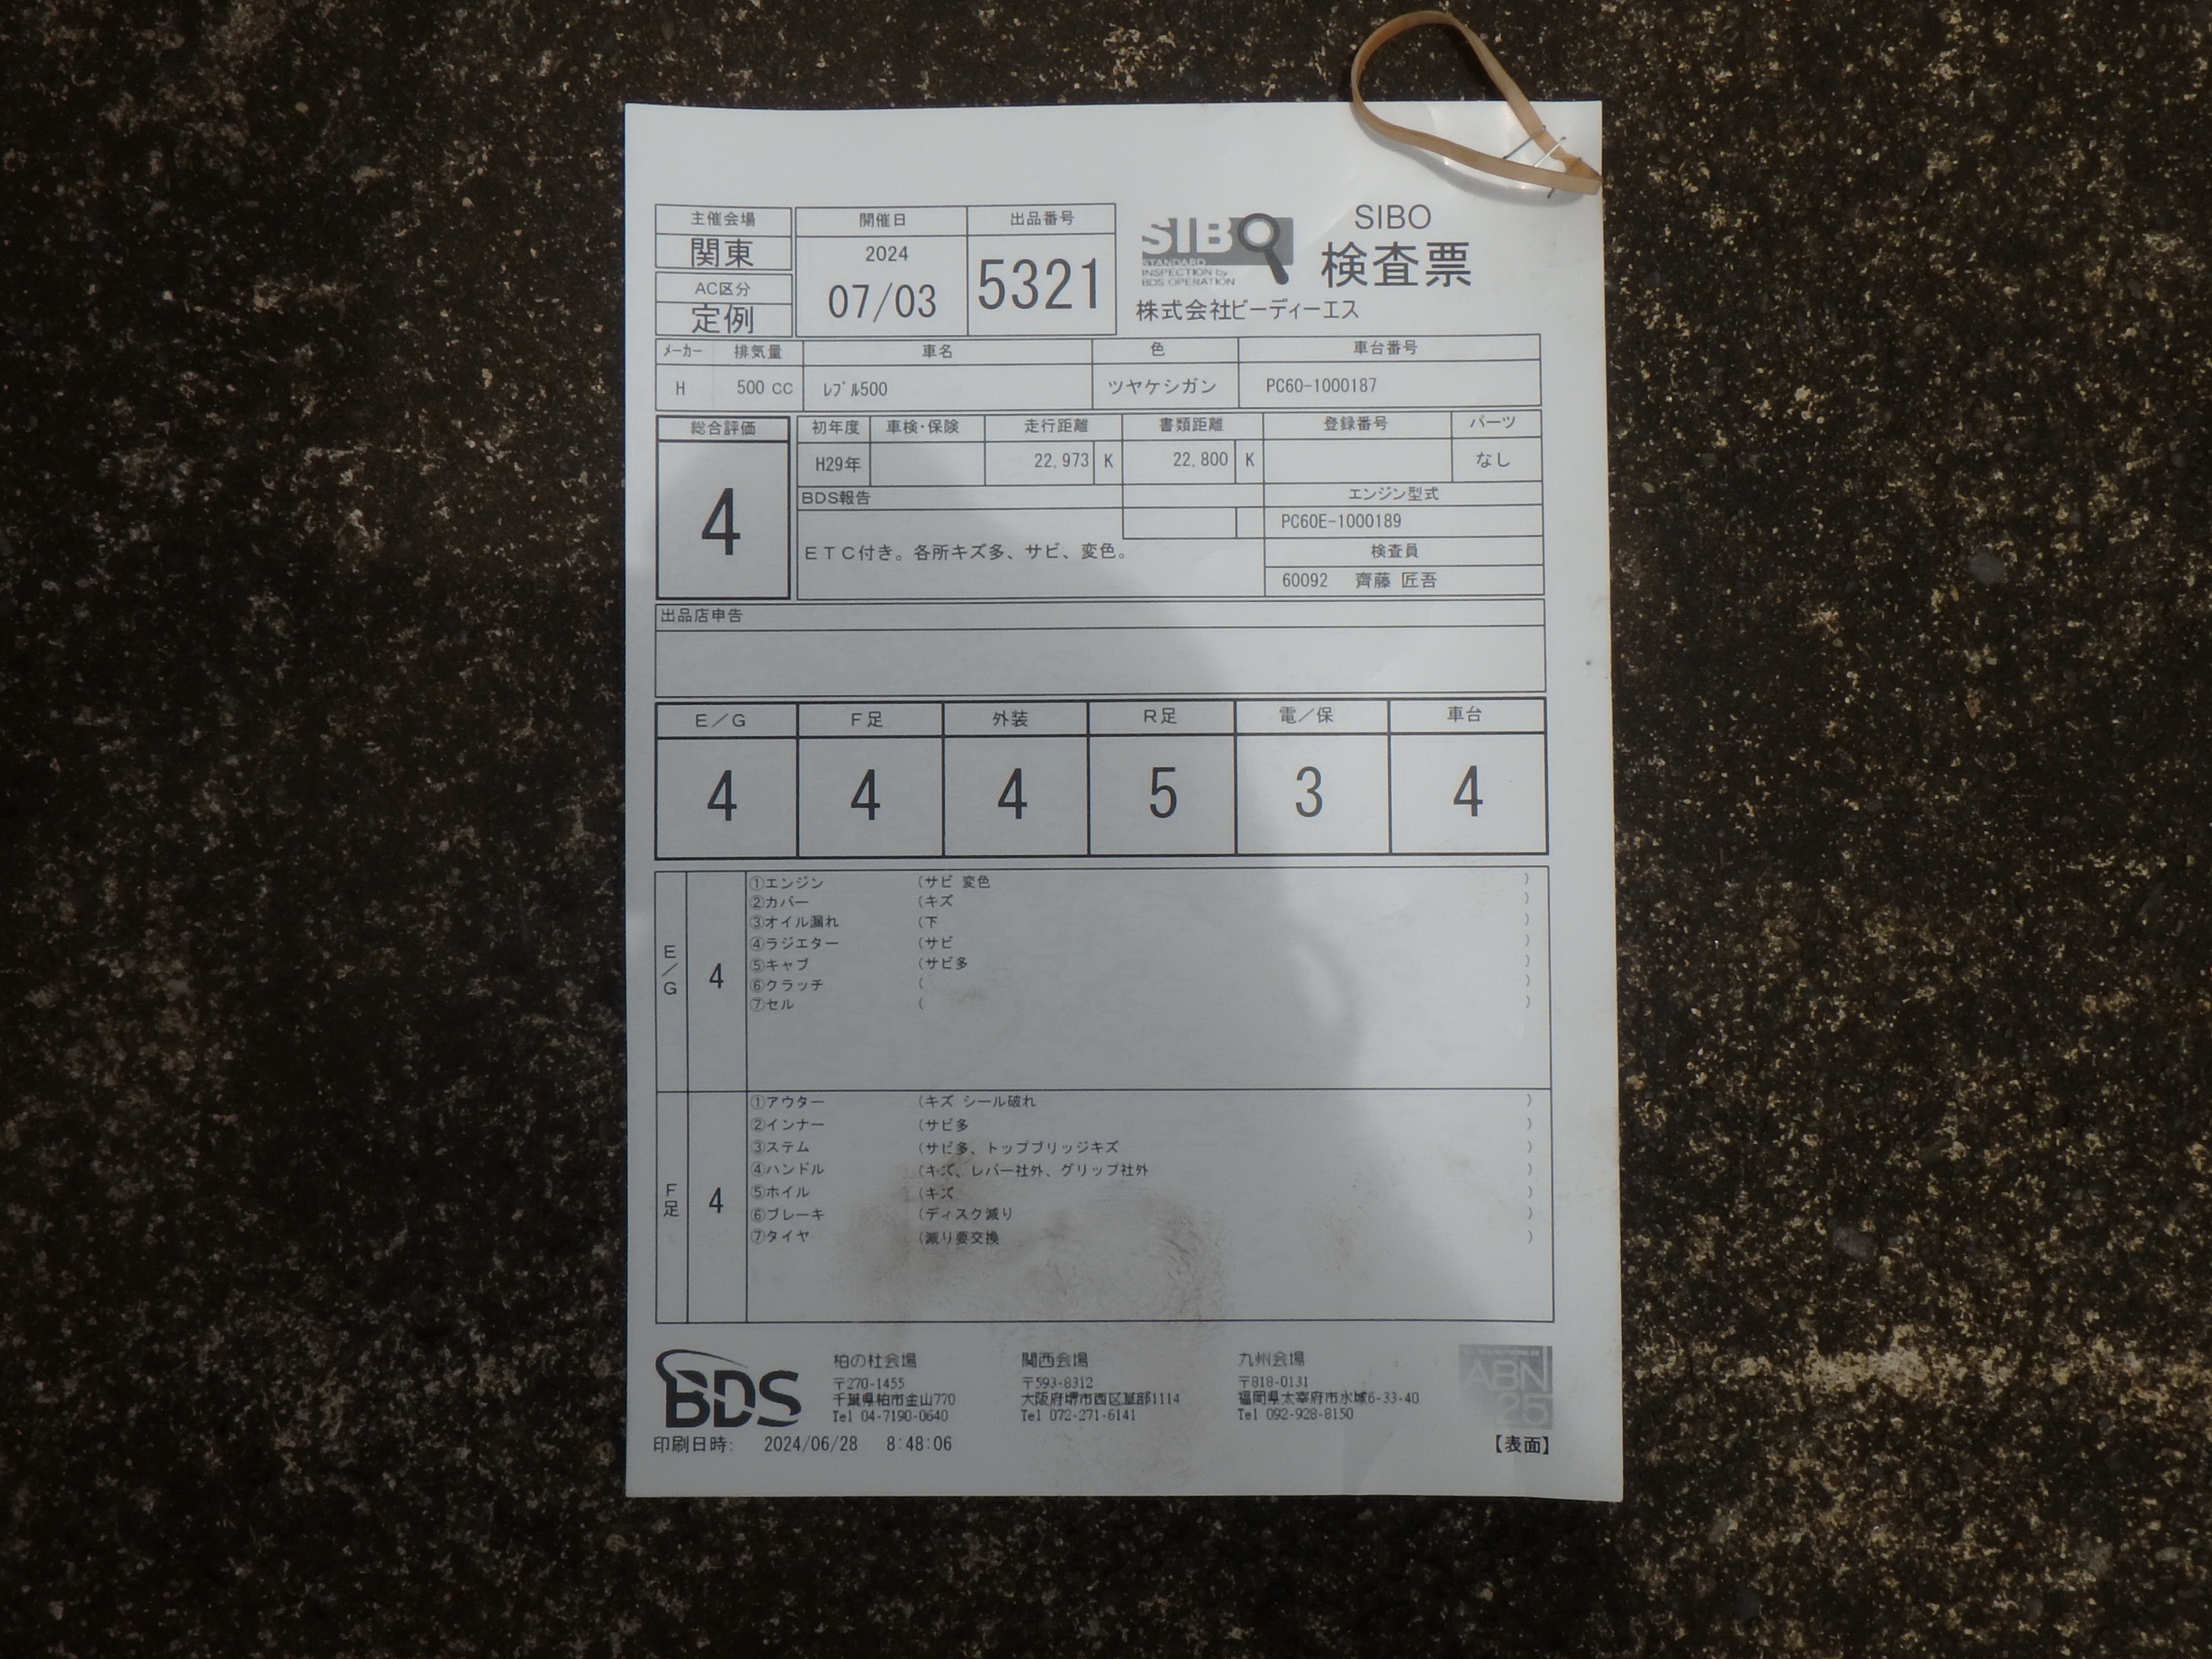 主催会場
関東
AC区分
定例
開催日
2024
07/03
出品番号
5321
SIBO
STANDARD
INSPECTION by
BDS OPERATION
SIBO
検査票
株式会社ビーディーエス
メーカー 排気量 車名 色 車台番号
H 500 CC レブル500 ツヤケシガン PC60-1000187
総合評価
4
初年度 車検・保険 走行距離 書類距離 登録番号 パーツ
H29年 22,973 K 22,800 K なし
BDS報告 エンジン型式
PC60E-1000189
ETC付き。各所キズ多、サビ、変色。
検査員
60092 齊藤 匠吾
出品店申告
E/G F足 外装 R足 電/保 車台
4 4 4 5 3 4
E/G
4
①エンジン (サビ 変色 )
②カバー (キズ )
③オイル漏れ (下 )
④ラジエター (サビ )
⑤キャブ (サビ多 )
⑥クラッチ ( )
⑦セル ( )
F足
4
①アウター (キズ シール破れ )
②インナー (サビ多 )
③ステム (サビ多、トップブリッジキズ )
④ハンドル (キズ、レバー社外、グリップ社外 )
⑤ホイル (キズ )
⑥ブレーキ (ディスク減り )
⑦タイヤ (減り要交換 )
BDS
柏の杜会場
〒270-1455
千葉県柏市金山770
Tel 04-7190-0640
関西会場
〒593-8312
大阪府堺市西区草部1114
Tel 072-271-6141
九州会場
〒818-0131
福岡県太宰府市水城6-33-40
Tel 092-928-8150
ABN
25
印刷日時: 2024/06/28 8:48:06
【表面】